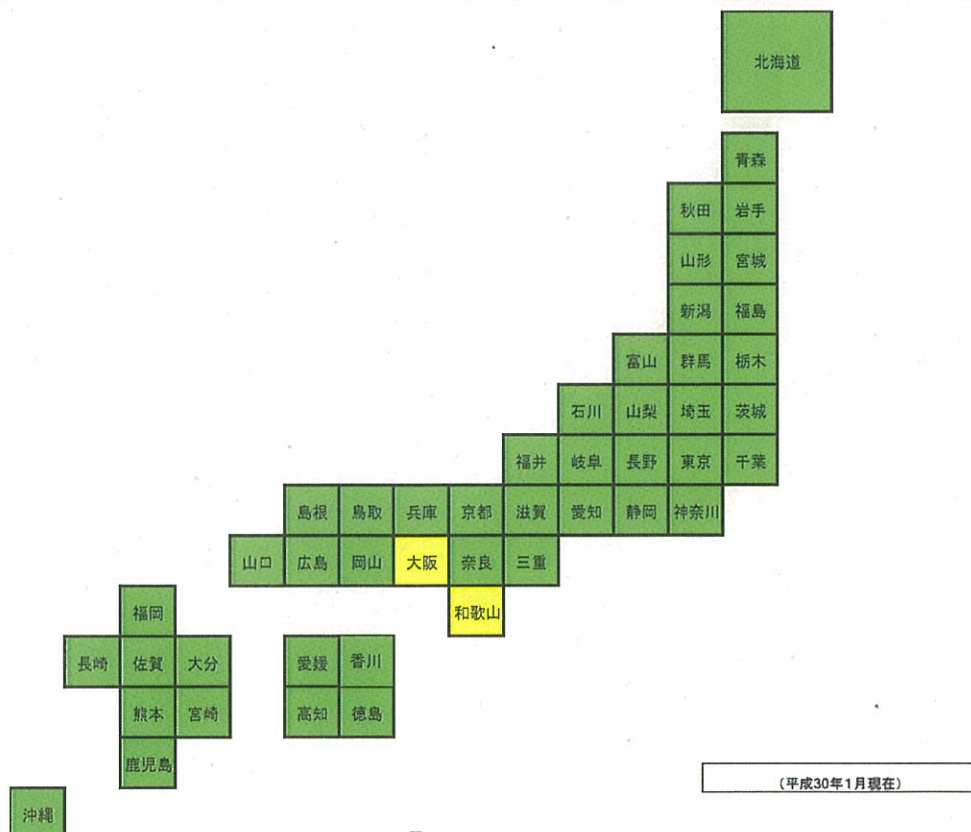 北海道
青森
秋田 岩手
山形 宮城
新潟 福島
富山 群馬 栃木
石川 山梨 埼玉 茨城
福井 岐阜 長野 東京 千葉
島根 鳥取 兵庫 京都 滋賀 愛知 静岡 神奈川
山口 広島 岡山 大阪 奈良 三重
福岡 和歌山
長崎 佐賀 大分 愛媛 香川
熊本 宮崎 高知 徳島
鹿児島
(平成30年1月現在)
沖縄